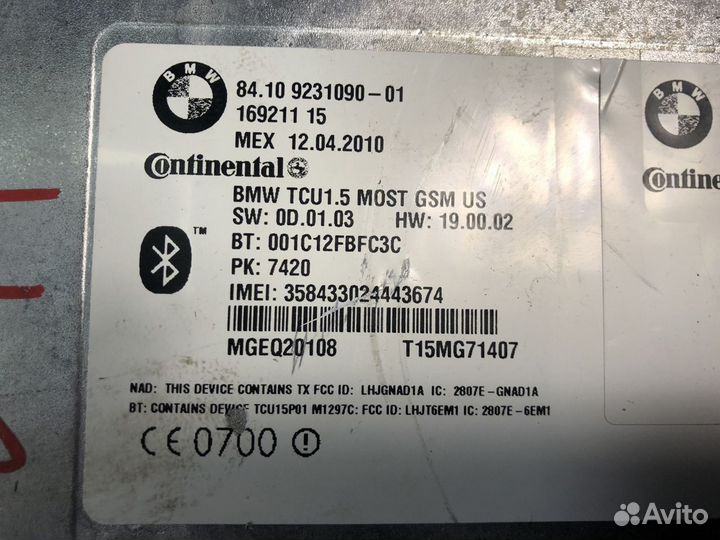 BMW
84.10 9231090-01
169211 15
MEX 12.04.2010
Continental
BMW TCU1.5 MOST GSM US
SW: 0D.01.03 HW: 19.00.02
BT: 001C12FBFC3C
TM
PK: 7420
IMEI: 358433024443674
MGEQ20108 T15MG71407
NAD: THIS DEVICE CONTAINS TX FCC ID: LHJGNAD1A IC: 2807E-GNAD1A
BT: CONTAINS DEVICE TCU15P01 M1297C: FCC ID: LHJT6EM1 IC: 2807E-6EM1
CE0700
BMW
Contine
Avito